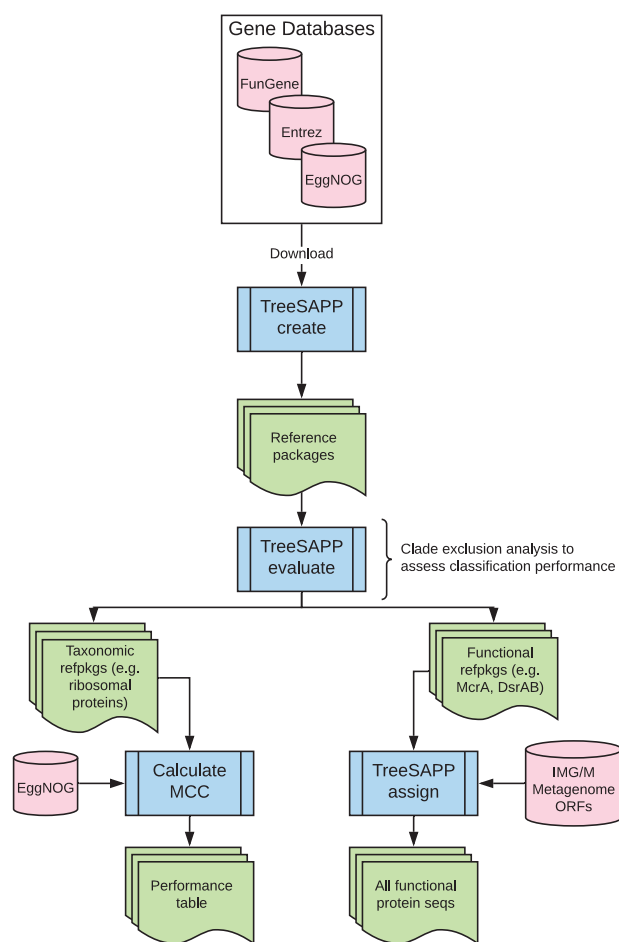 Gene Databases
FunGene
Entrez
EggNOG
Download
TreeSAPP
create
Reference
packages
TreeSAPP
evaluate
Clade exclusion analysis to
assess classification performance
Taxonomic
refpkgs (e.g.
ribosomal
proteins)
Functional
refpkgs (e.g.
McrA, DsrAB)
EggNOG
Calculate
MCC
TreeSAPP
assign
IMG/M
Metagenome
ORFs
Performance
table
All functional
protein seqs